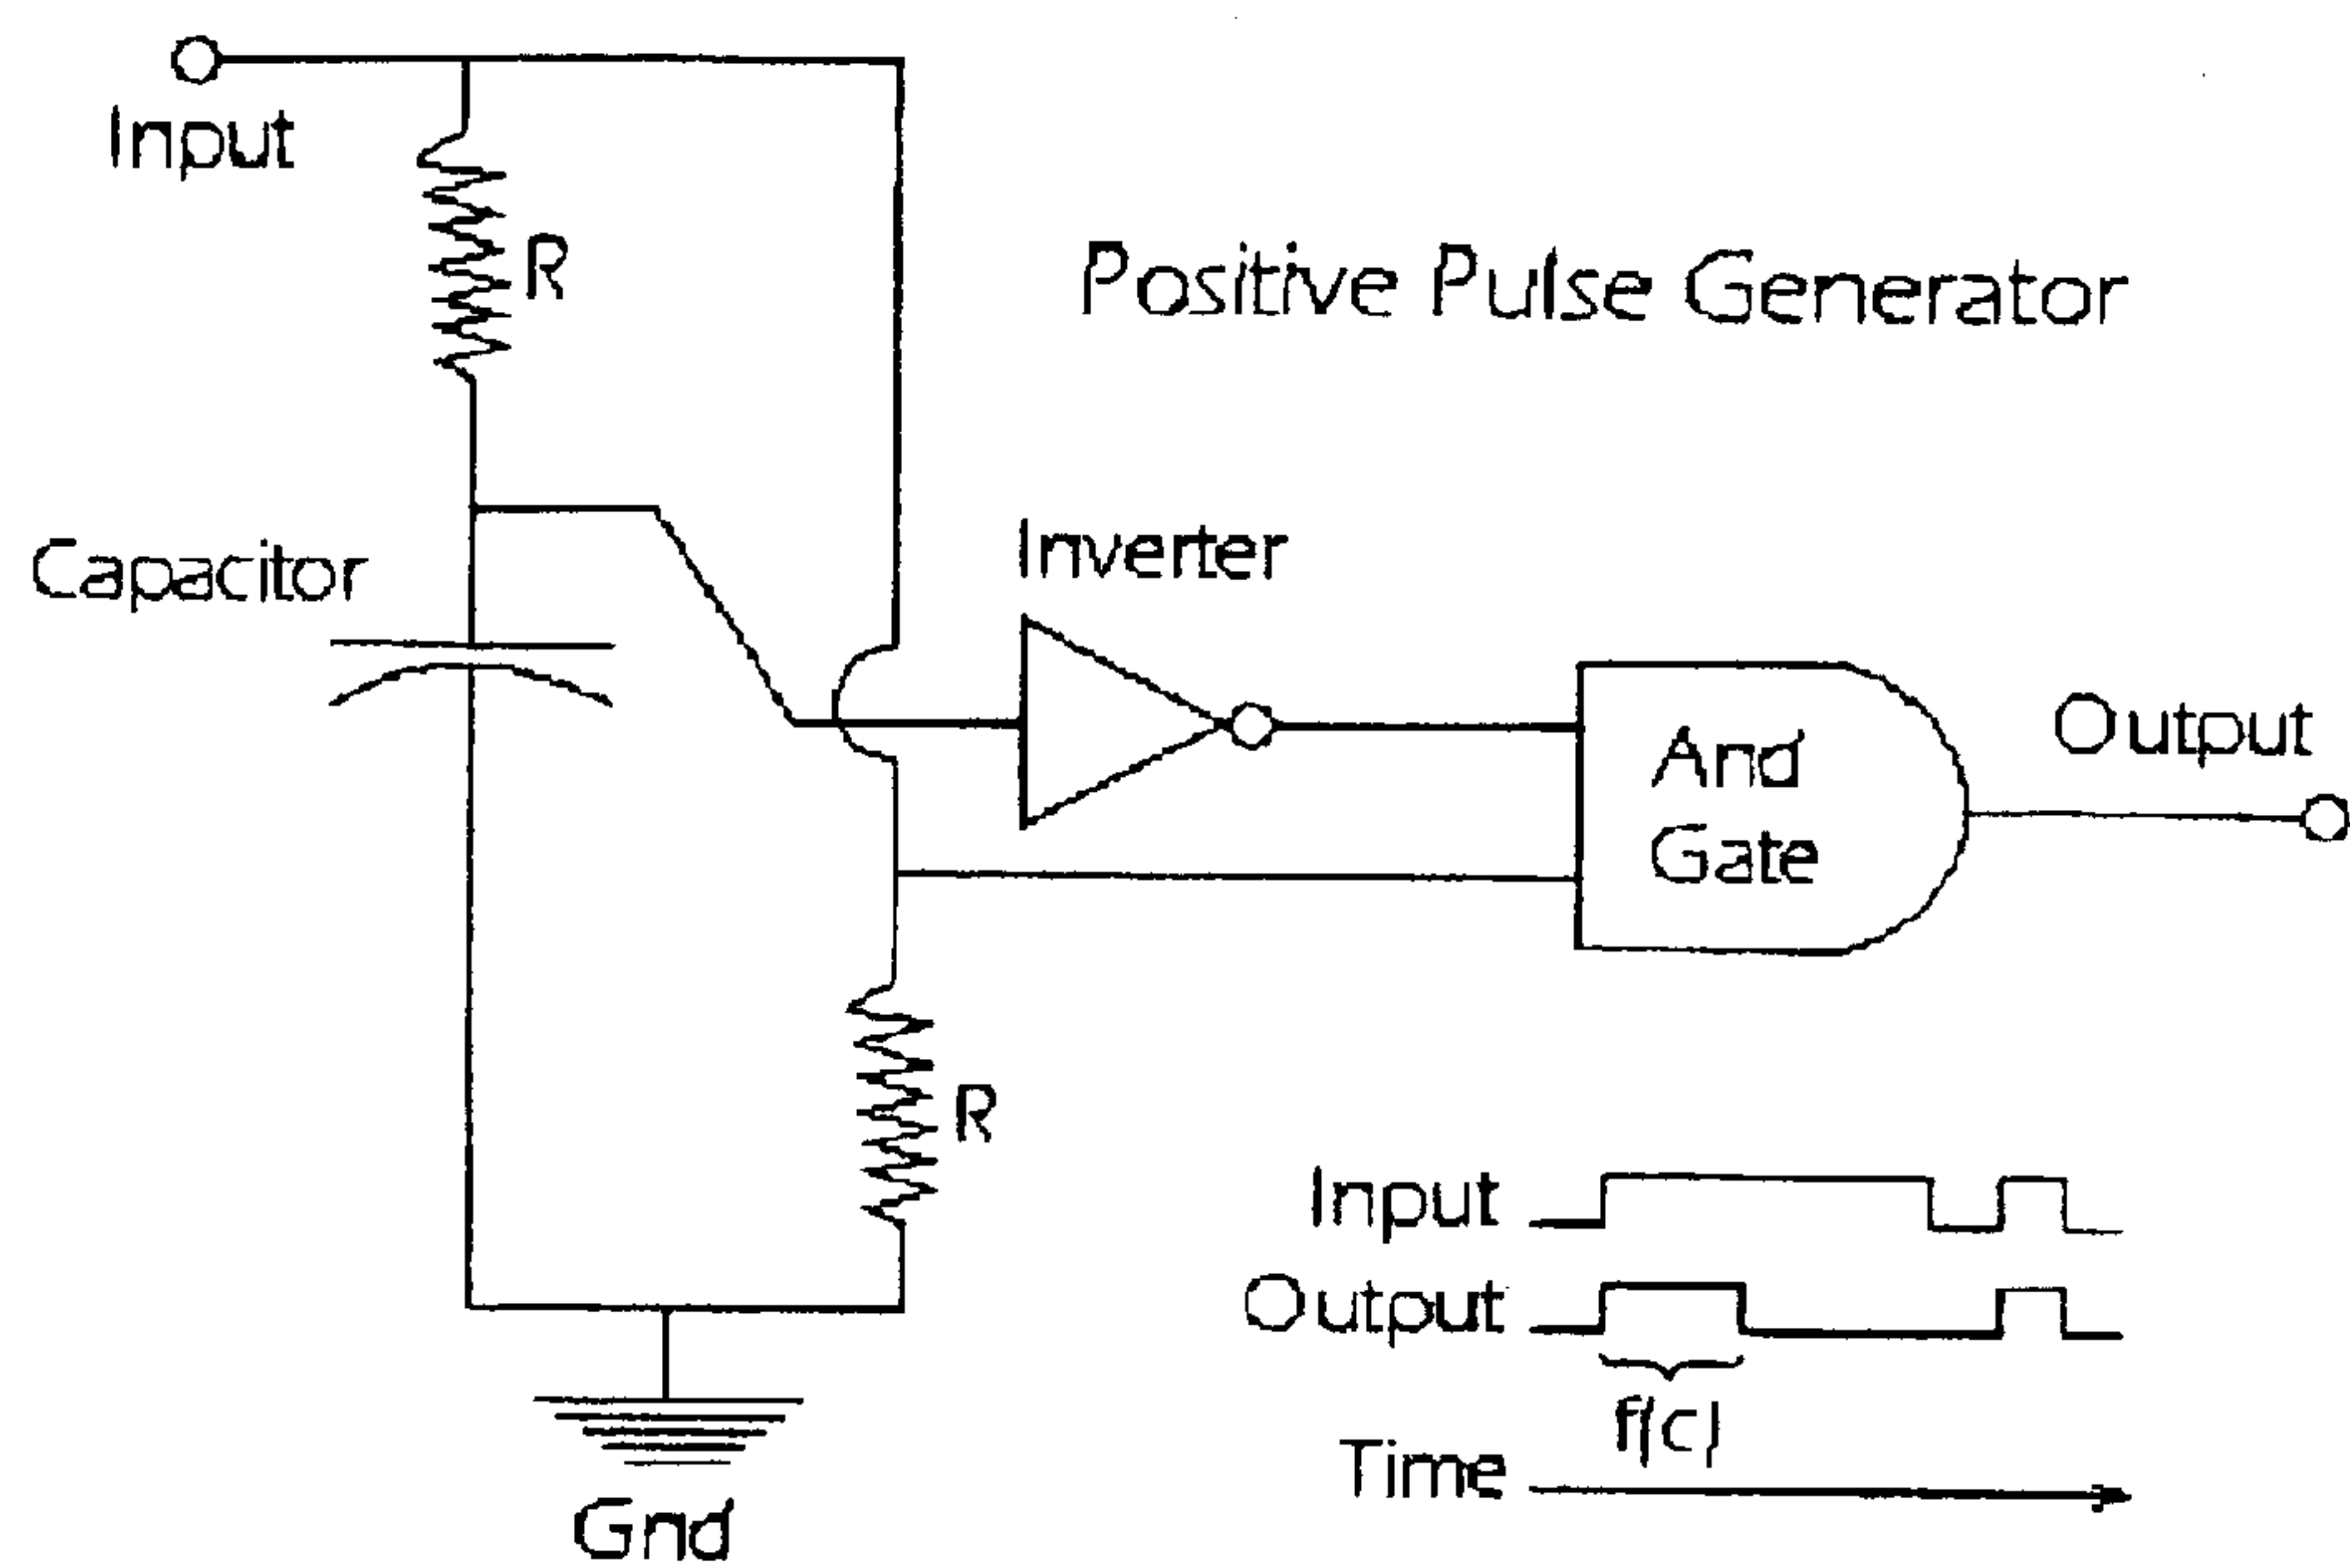 Input
R
Positive Pulse Generator
Capacitor
Inverter
And
Gate
Output
R
Input
Output
f(c)
Time
Gnd